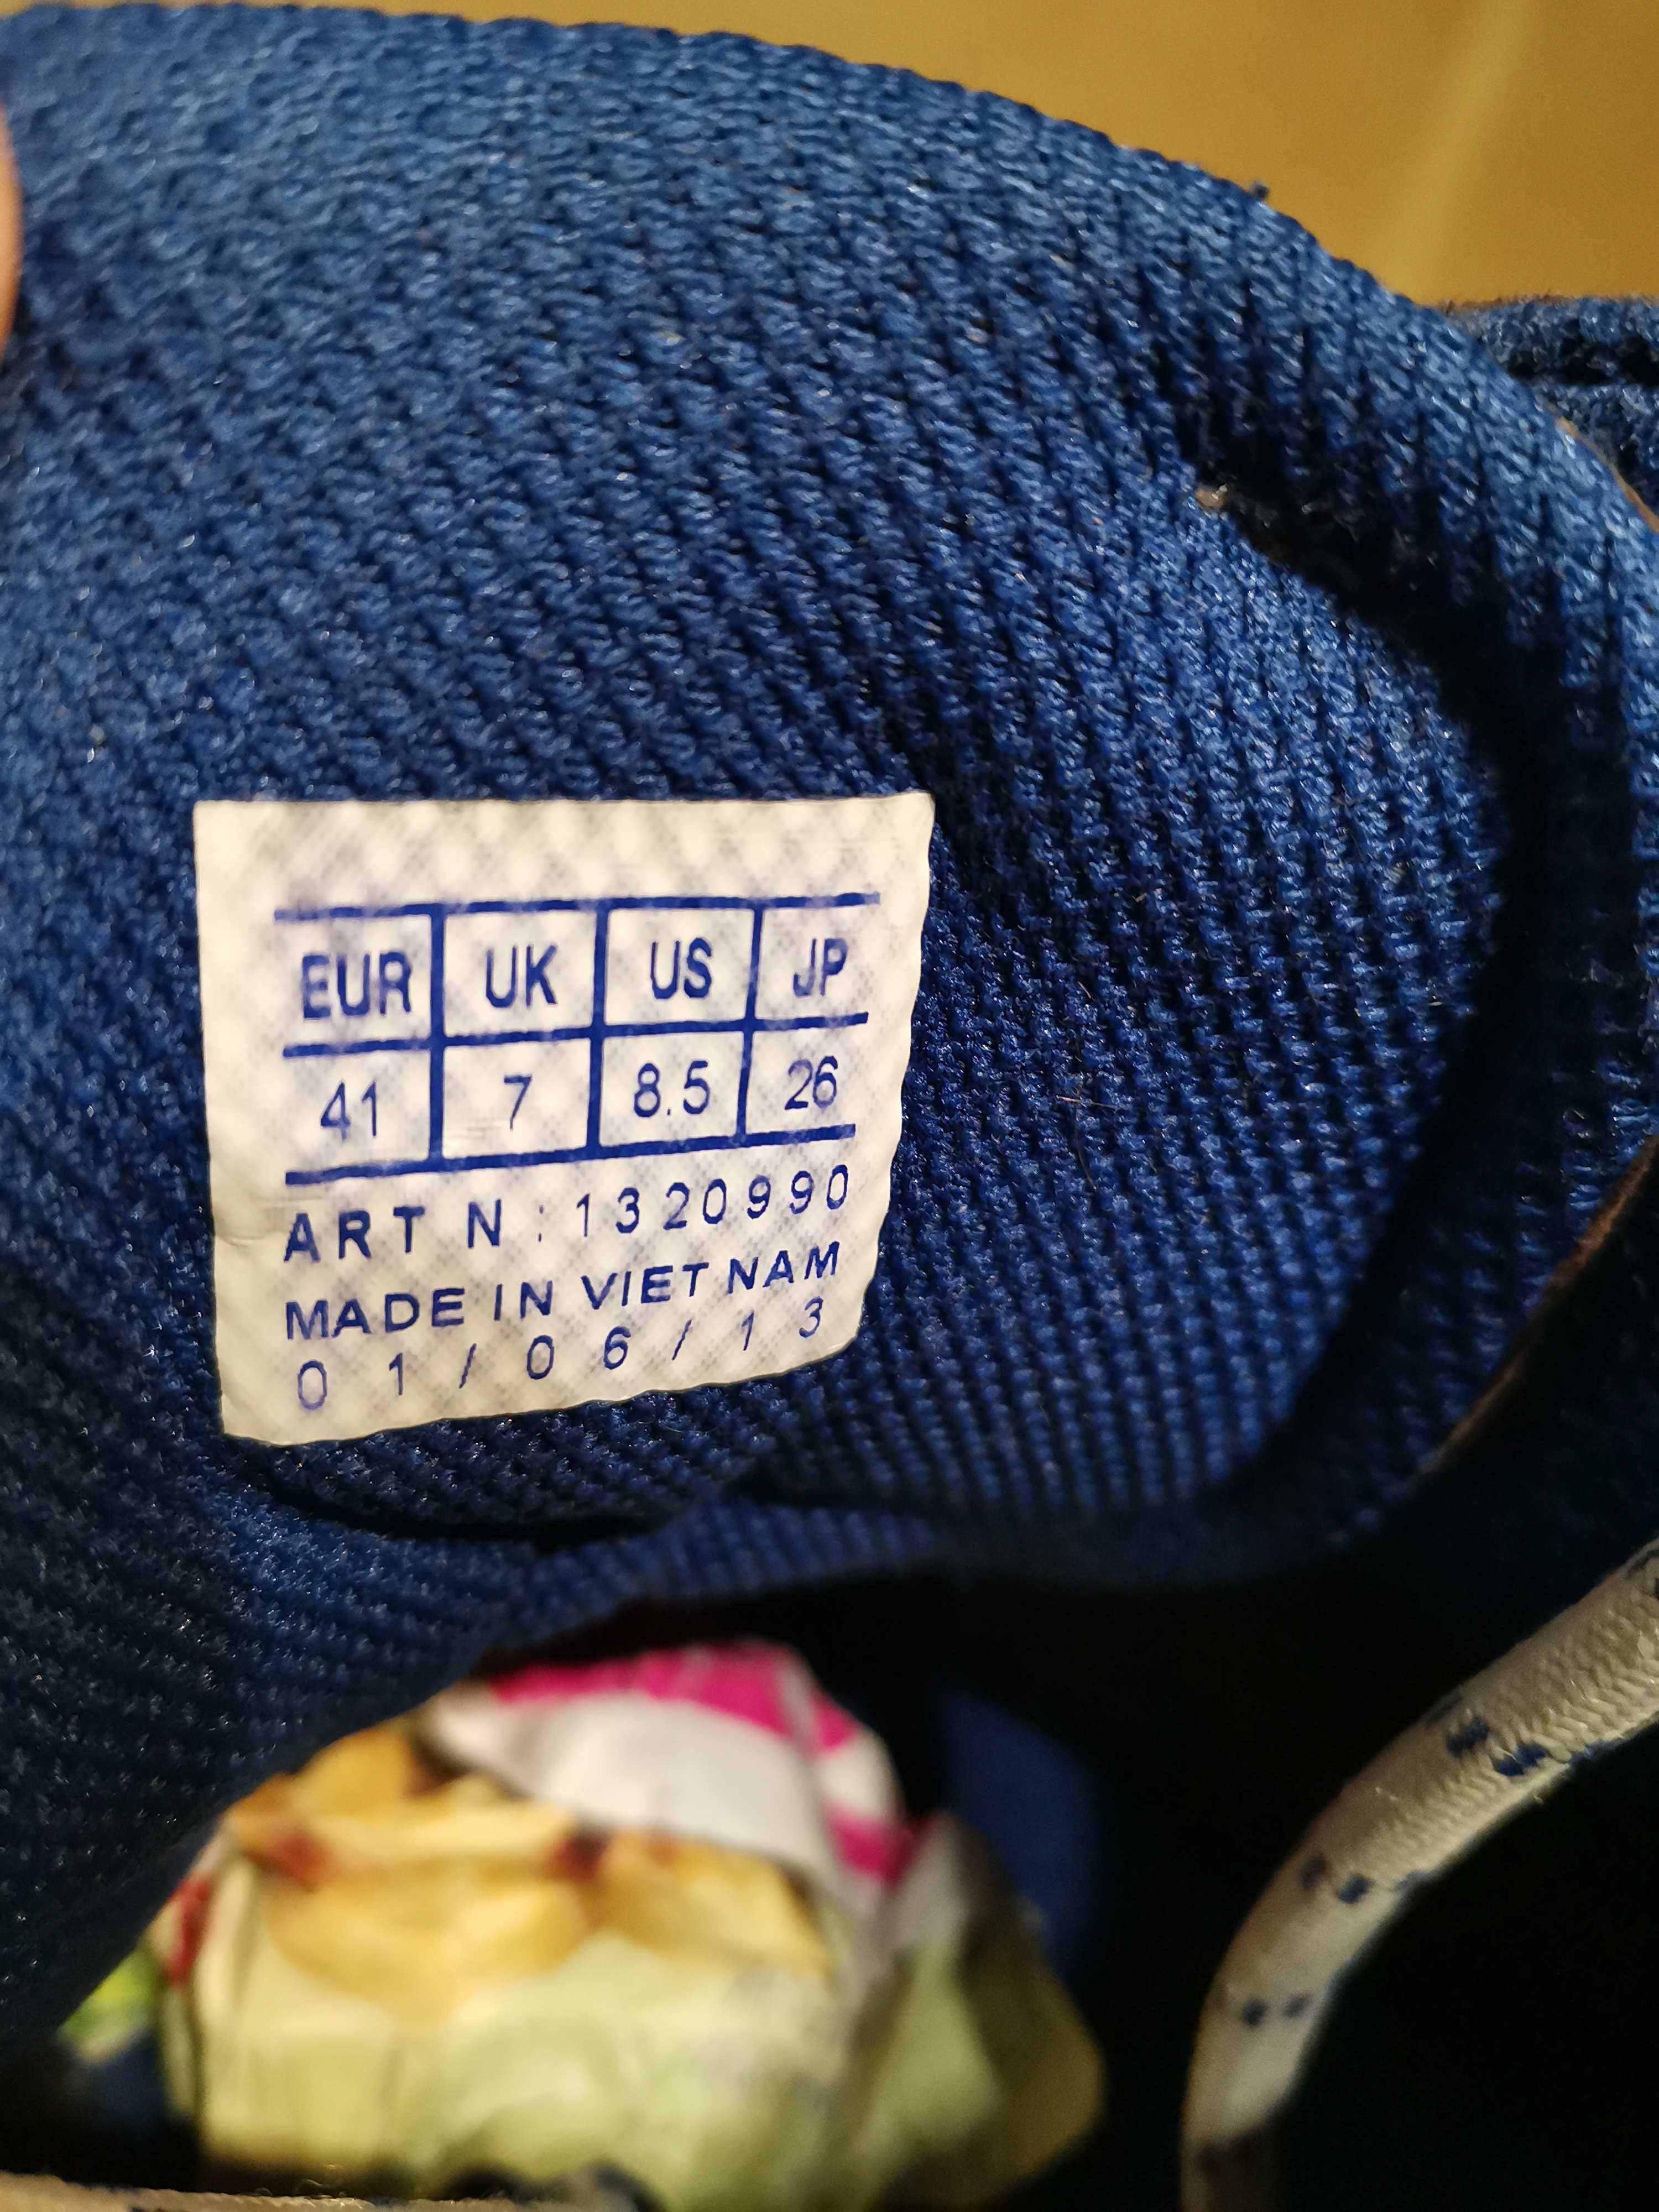 EUR UK US JP
41 7 8.5 26
ART N : 1320990
MADE IN VIET NAM
01/06/13